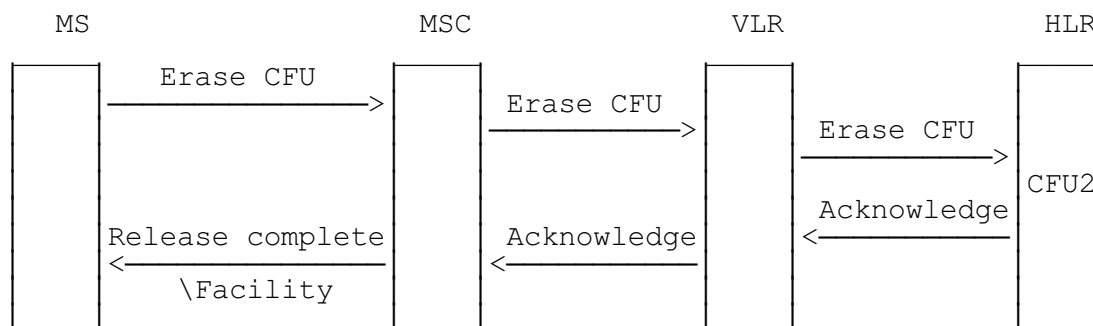 MS MSC VLR HLR
Erase CFU
Erase CFU
Erase CFU
CFU2
Acknowledge
Release complete Acknowledge
\Facility